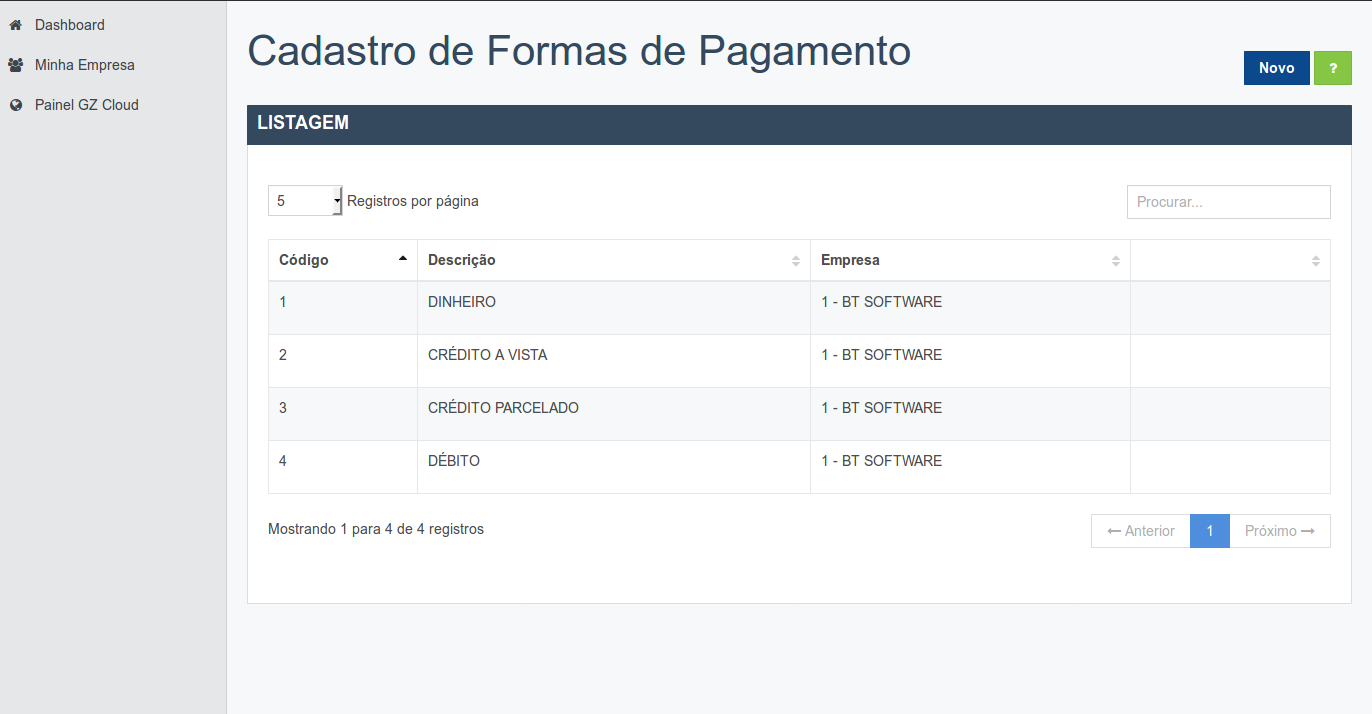 Dashboard
Minha Empresa
Painel GZ Cloud
Cadastro de Formas de Pagamento
Novo ?
LISTAGEM
5 Registros por página
Procurar...
Código Descrição Empresa
1 DINHEIRO 1 - BT SOFTWARE
2 CRÉDITO A VISTA 1 - BT SOFTWARE
3 CRÉDITO PARCELADO 1 - BT SOFTWARE
4 DÉBITO 1 - BT SOFTWARE
Mostrando 1 para 4 de 4 registros
← Anterior 1 Próximo →